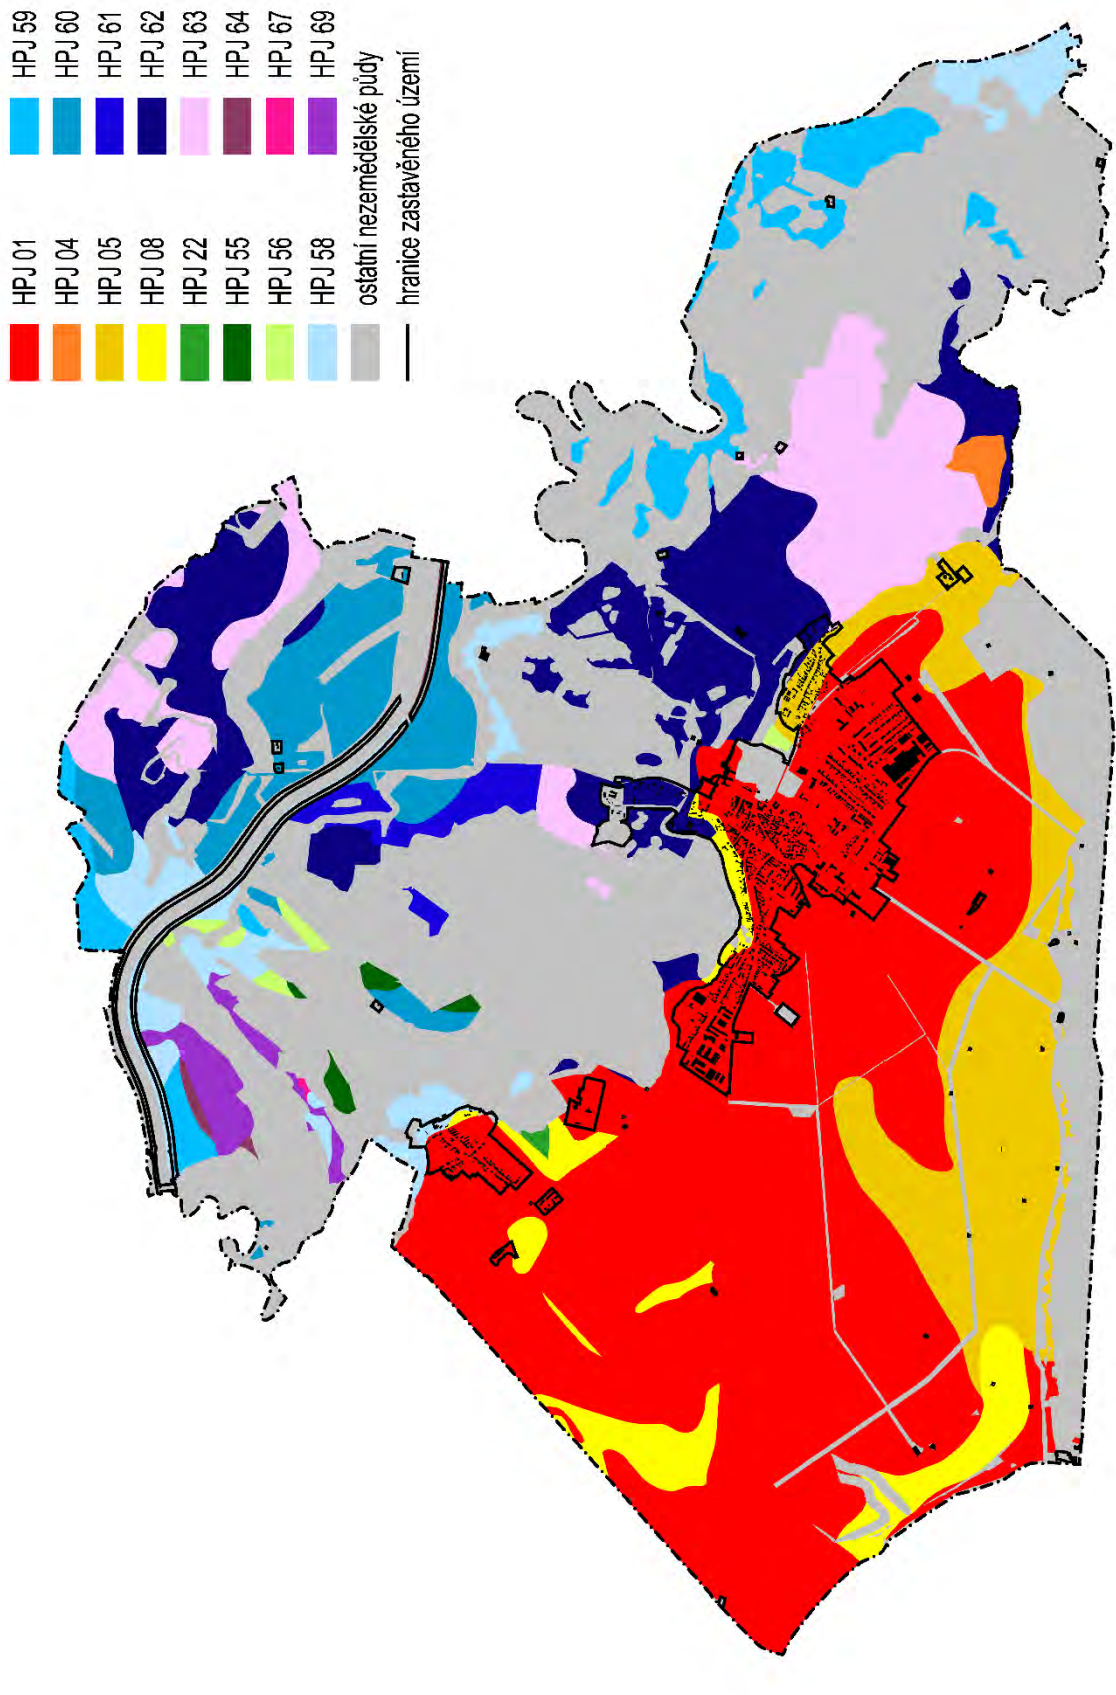 HPJ 01
HPJ 04
HPJ 05
HPJ 08
HPJ 22
HPJ 55
HPJ 56
HPJ 58
ostatní nezemědělské půdy
hranice zastavěného území
HPJ 59
HPJ 60
HPJ 61
HPJ 62
HPJ 63
HPJ 64
HPJ 67
HPJ 69